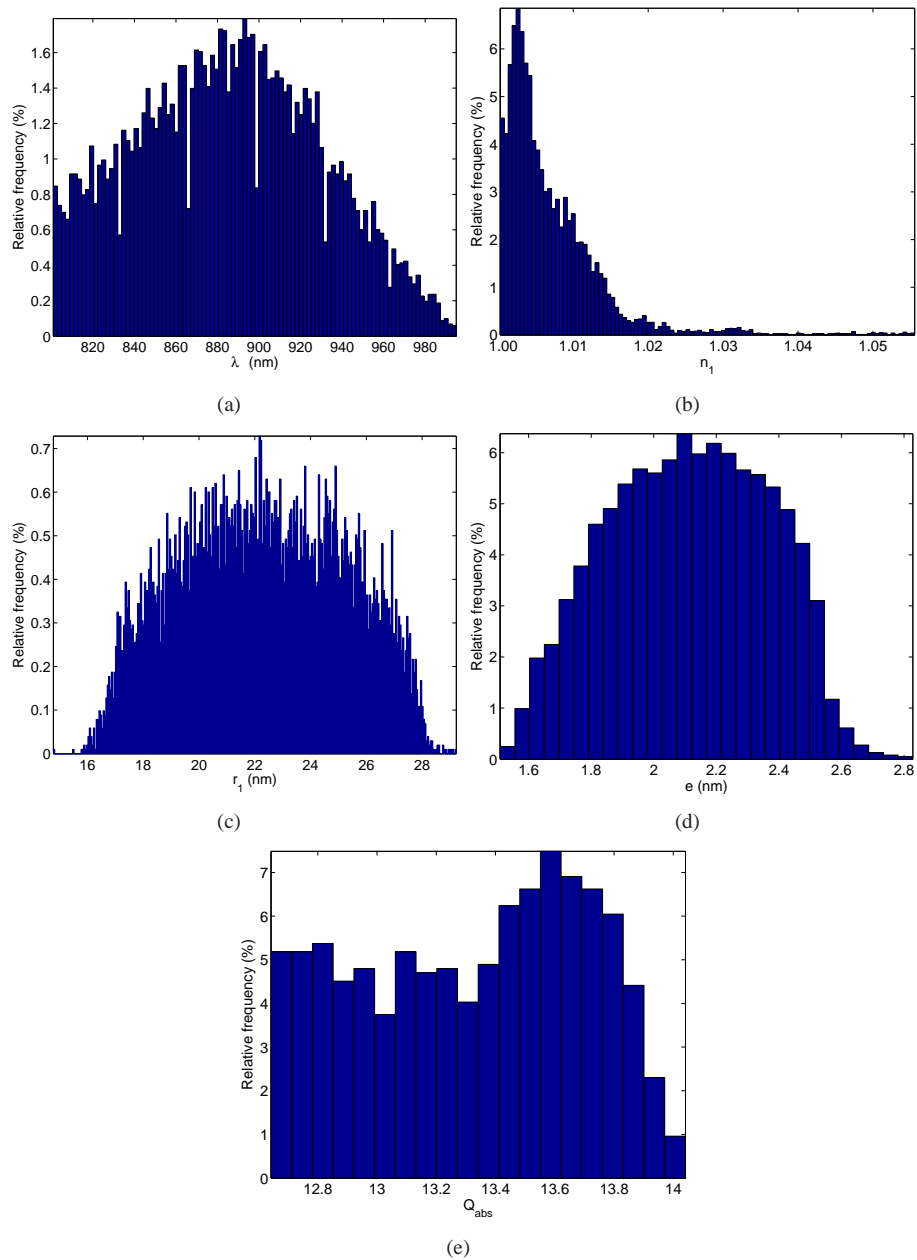 1.6
1.4
1.2
1
0.8
0.6
0.4
0.2
0
Relative frequency (%)
820 840 860 880 900 920 940 960 980
λ (nm)
(a)
6
5
4
3
2
1
0
Relative frequency (%)
1.00 1.01 1.02 1.03 1.04 1.05
n1
(b)
0.7
0.6
0.5
0.4
0.3
0.2
0.1
0
Relative frequency (%)
16 18 20 22 24 26 28
r1 (nm)
(c)
6
5
4
3
2
1
0
Relative frequency (%)
1.6 1.8 2 2.2 2.4 2.6 2.8
e (nm)
(d)
7
6
5
4
3
2
1
0
Relative frequency (%)
12.8 13 13.2 13.4 13.6 13.8 14
Qabs
(e)